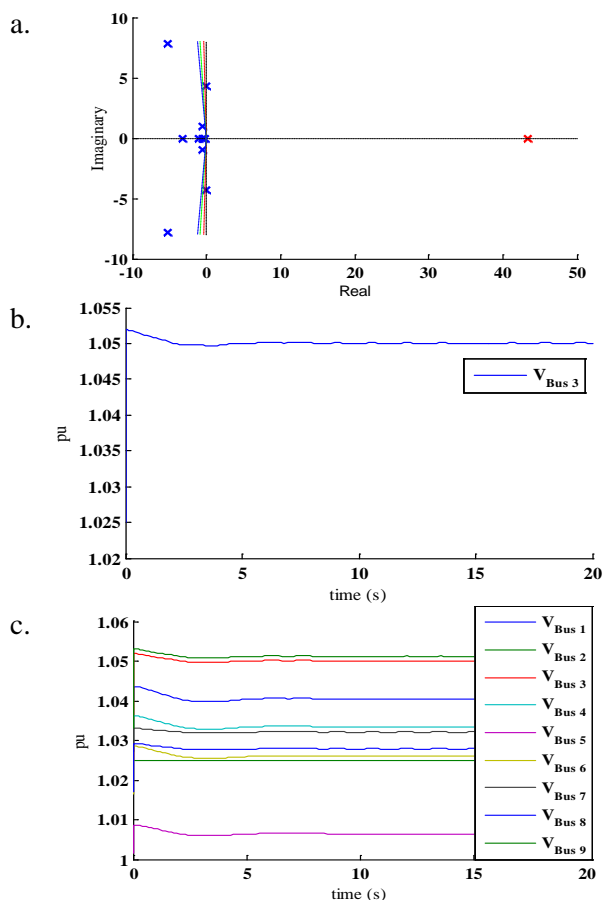 a.
10
5
0
-5
-10
Imaginary
-10 0 10 20 30 40 50
Real
b.
1.055
1.05
1.045
1.04
1.035
1.03
1.025
1.02
pu
V Bus 3
0 5 10 15 20
time (s)
c.
1.06
1.05
1.04
1.03
1.02
1.01
1
pu
V Bus 1
V Bus 2
V Bus 3
V Bus 4
V Bus 5
V Bus 6
V Bus 7
V Bus 8
V Bus 9
0 5 10 15 20
time (s)